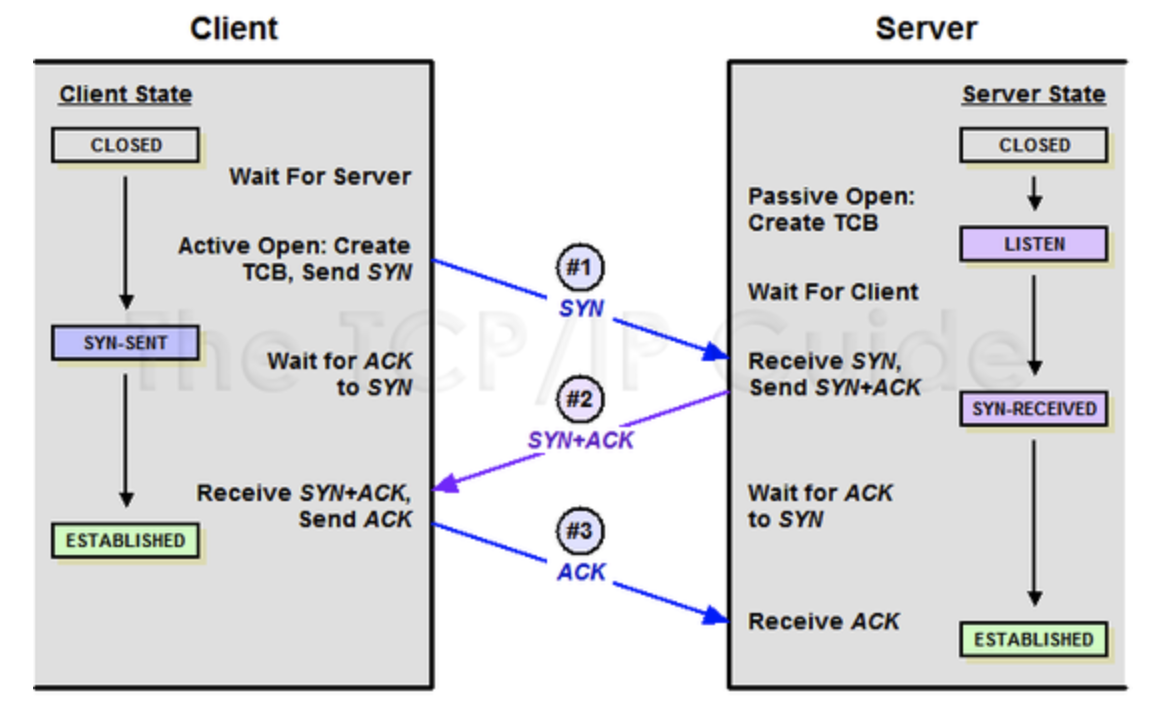 Client
Server
Client State
CLOSED
Wait For Server
Active Open: Create
TCB, Send SYN
SYN-SENT
Wait for ACK
to SYN
Receive SYN+ACK,
Send ACK
ESTABLISHED
#1
SYN
#2
SYN+ACK
#3
ACK
Server State
CLOSED
Passive Open:
Create TCB
LISTEN
Wait For Client
Receive SYN,
Send SYN+ACK
SYN-RECEIVED
Wait for ACK
to SYN
Receive ACK
ESTABLISHED
The TCP/IP Guide